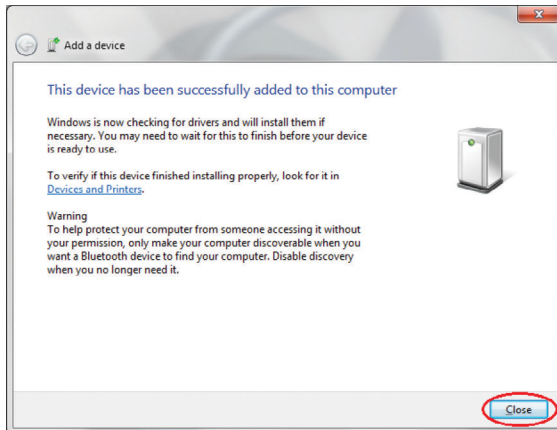 Add a device
This device has been successfully added to this computer
Windows is now checking for drivers and will install them if
necessary. You may need to wait for this to finish before your device
is ready to use.
To verify if this device finished installing properly, look for it in
Devices and Printers.
Warning
To help protect your computer from someone accessing it without
your permission, only make your computer discoverable when you
want a Bluetooth device to find your computer. Disable discovery
when you no longer need it.
Close